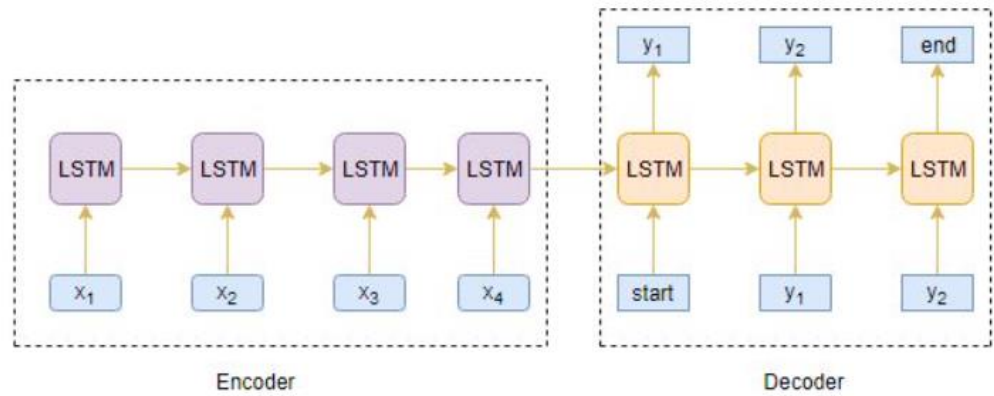 y₁ y₂ end
LSTM LSTM LSTM LSTM LSTM LSTM LSTM
x₁ x₂ x₃ x₄ start y₁ y₂
Encoder Decoder